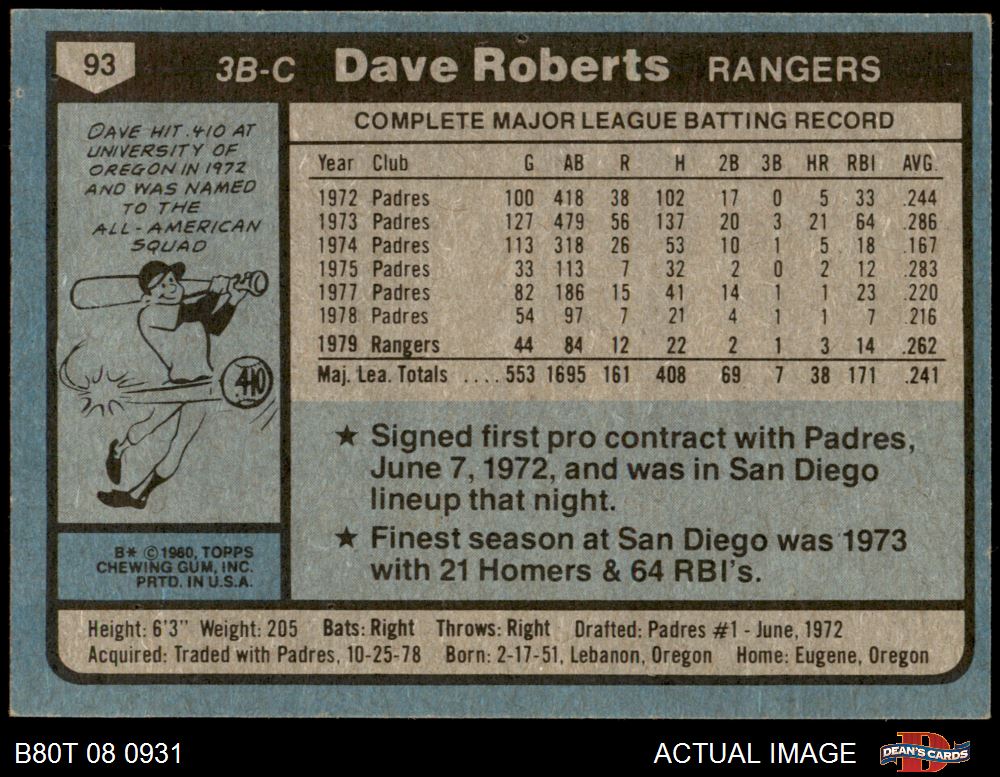 93
3B-C Dave Roberts RANGERS
DAVE HIT .410 AT
UNIVERSITY OF
OREGON IN 1972
AND WAS NAMED
TO THE
ALL-AMERICAN
SQUAD
.410
B* © 1980, TOPPS
CHEWING GUM, INC.
PRTD. IN U.S.A.
COMPLETE MAJOR LEAGUE BATTING RECORD
Year Club G AB R H 2B 3B HR RBI AVG.
1972 Padres 100 418 38 102 17 0 5 33 .244
1973 Padres 127 479 56 137 20 3 21 64 .286
1974 Padres 113 318 26 53 10 1 5 18 .167
1975 Padres 33 113 7 32 2 0 2 12 .283
1977 Padres 82 186 15 41 14 1 1 23 .220
1978 Padres 54 97 7 21 4 1 1 7 .216
1979 Rangers 44 84 12 22 2 1 3 14 .262
Maj. Lea. Totals .... 553 1695 161 408 69 7 38 171 .241
★ Signed first pro contract with Padres,
June 7, 1972, and was in San Diego
lineup that night.
★ Finest season at San Diego was 1973
with 21 Homers & 64 RBI's.
Height: 6'3" Weight: 205 Bats: Right Throws: Right Drafted: Padres #1 - June, 1972
Acquired: Traded with Padres, 10-25-78 Born: 2-17-51, Lebanon, Oregon Home: Eugene, Oregon
B80T 08 0931
ACTUAL IMAGE
DEAN'S CARDS